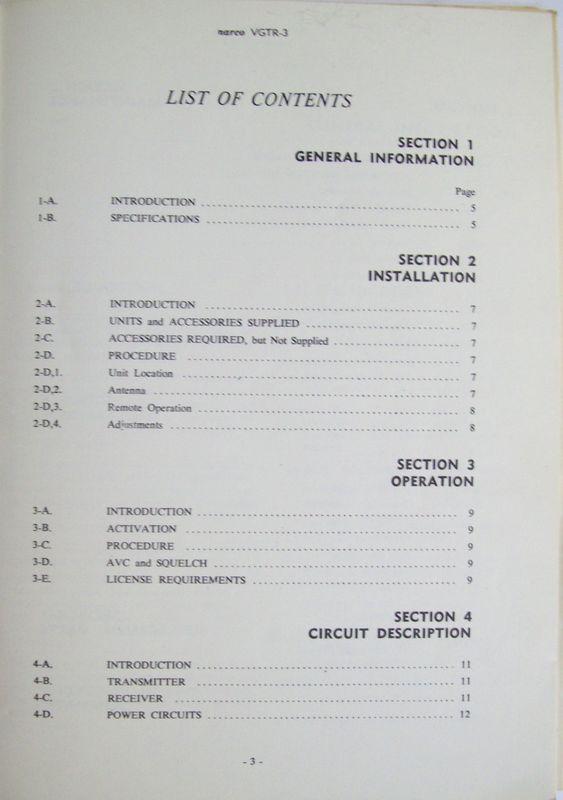 narco VGTR-3
LIST OF CONTENTS
SECTION 1
GENERAL INFORMATION
Page
1-A. INTRODUCTION 5
1-B. SPECIFICATIONS 5
SECTION 2
INSTALLATION
2-A. INTRODUCTION 7
2-B. UNITS and ACCESSORIES SUPPLIED 7
2-C. ACCESSORIES REQUIRED, but Not Supplied 7
2-D. PROCEDURE 7
2-D,1. Unit Location 7
2-D,2. Antenna 7
2-D,3. Remote Operation 8
2-D,4. Adjustments 8
SECTION 3
OPERATION
3-A. INTRODUCTION 9
3-B. ACTIVATION 9
3-C. PROCEDURE 9
3-D. AVC and SQUELCH 9
3-E. LICENSE REQUIREMENTS 9
SECTION 4
CIRCUIT DESCRIPTION
4-A. INTRODUCTION 11
4-B. TRANSMITTER 11
4-C. RECEIVER 11
4-D. POWER CIRCUITS 12
- 3 -